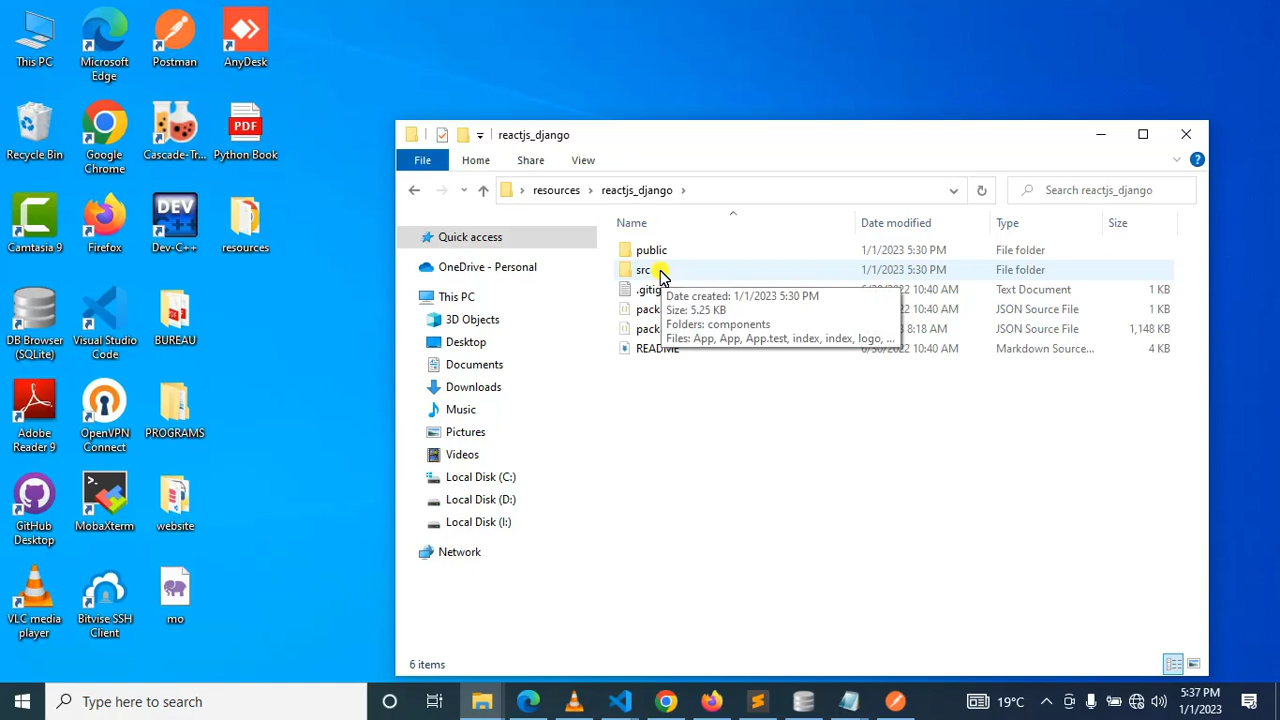 This PC
Microsoft
Edge
Postman
AnyDesk
Recycle Bin
Google
Chrome
Cascade-Tr...
PDF
Python Book
Camtasia 9
Firefox
DEV
Dev-C++
resources
DB Browser
(SQLite)
Visual Studio
Code
BUREAU
Adobe
Reader 9
OpenVPN
Connect
PROGRAMS
GitHub
Desktop
MobaXterm
website
VLC media
player
Bitvise SSH
Client
mo
reactjs_django
File
Home
Share
View
resources
reactjs_django
Search reactjs_django
Name
Date modified
Type
Size
Quick access
OneDrive - Personal
This PC
3D Objects
Desktop
Documents
Downloads
Music
Pictures
Videos
Local Disk (C:)
Local Disk (D:)
Local Disk (I:)
Network
public
1/1/2023 5:30 PM
File folder
src
1/1/2023 5:30 PM
File folder
.gitig
10:40 AM
Text Document
1 KB
pack
10:40 AM
JSON Source File
1 KB
pack
8:18 AM
JSON Source File
1,148 KB
README
10:40 AM
Markdown Source...
4 KB
Date created: 1/1/2023 5:30 PM
Size: 5.25 KB
Folders: components
Files: App, App, App.test, index, index, logo, ...
6 items
Type here to search
19°C
5:37 PM
1/1/2023